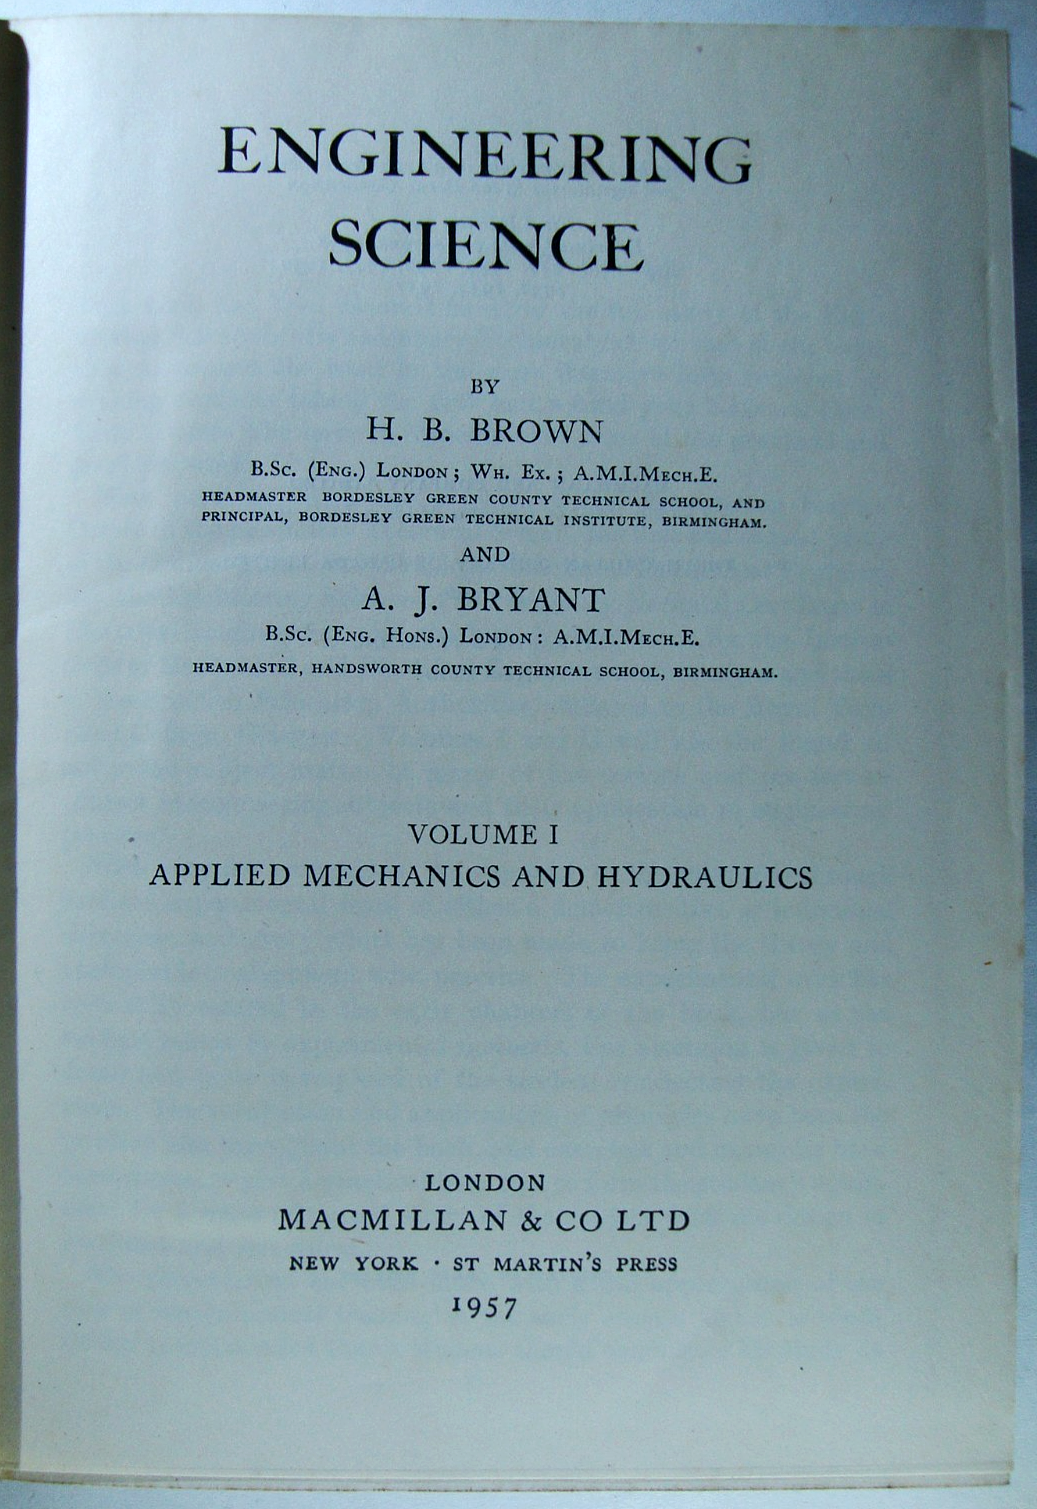 ENGINEERING
SCIENCE
BY
H. B. BROWN
B.Sc. (Eng.) London ; Wh. Ex. ; A.M.I.Mech.E.
HEADMASTER BORDESLEY GREEN COUNTY TECHNICAL SCHOOL, AND
PRINCIPAL, BORDESLEY GREEN TECHNICAL INSTITUTE, BIRMINGHAM.
AND
A. J. BRYANT
B.Sc. (Eng. Hons.) London : A.M.I.Mech.E.
HEADMASTER, HANDSWORTH COUNTY TECHNICAL SCHOOL, BIRMINGHAM.
VOLUME I
APPLIED MECHANICS AND HYDRAULICS
LONDON
MACMILLAN & CO LTD
NEW YORK · ST MARTIN'S PRESS
1957